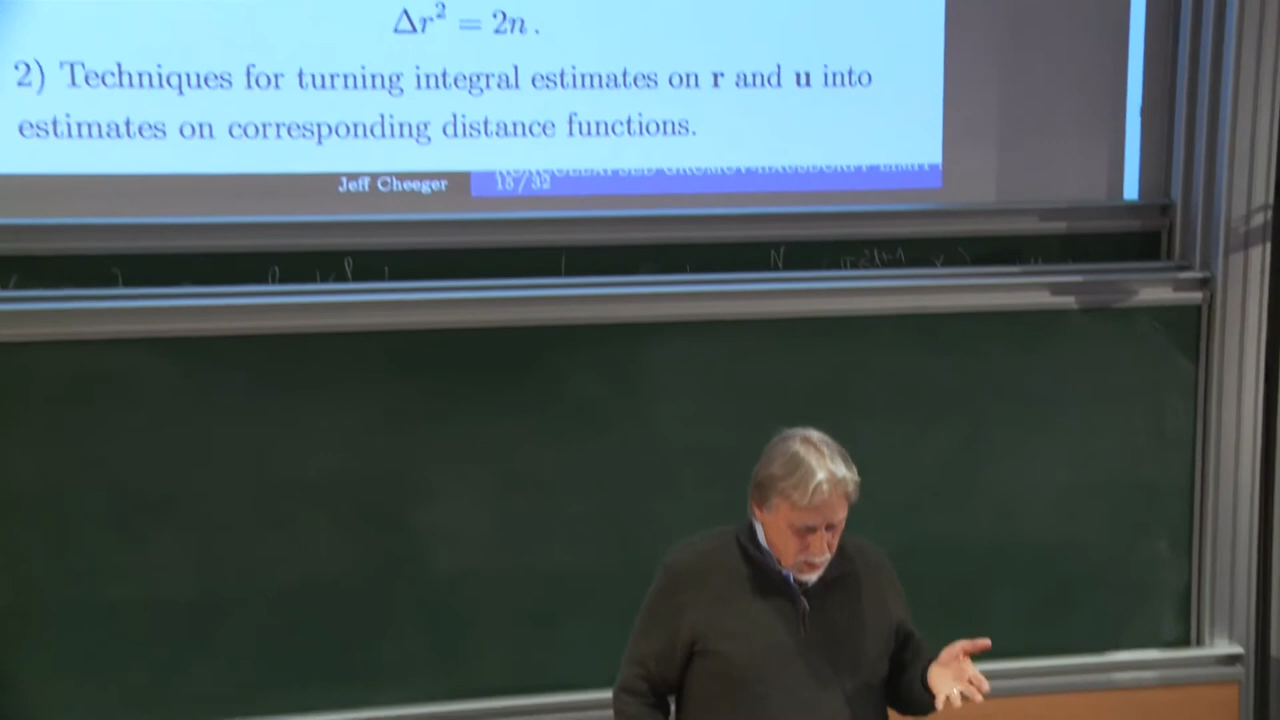 Δr² = 2n .
2) Techniques for turning integral estimates on r and u into
estimates on corresponding distance functions.
Jeff Cheeger